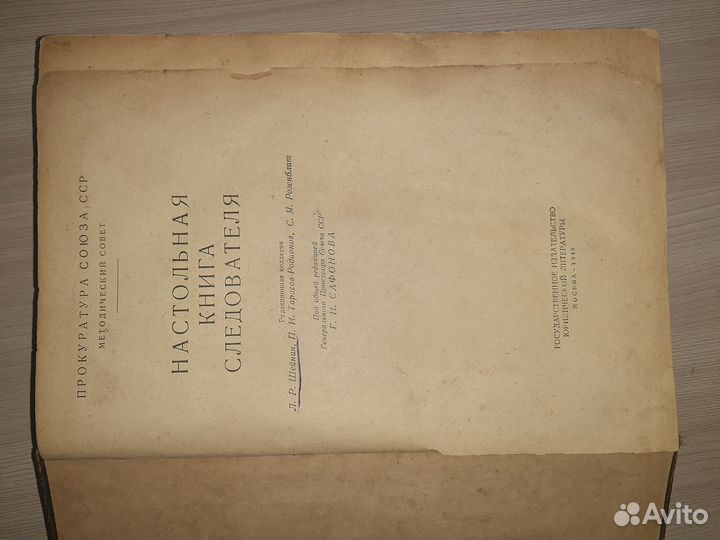 ПРОКУРАТУРА СОЮЗА ССР
МЕТОДИЧЕСКИЙ СОВЕТ
НАСТОЛЬНАЯ
КНИГА
СЛЕДОВАТЕЛЯ
Редакционная коллегия
Л. Р. Шейнин, П. И. Тарасов-Родионов, С. Я. Розенблит
Под общей редакцией
Генерального Прокурора Союза ССР
Г. Н. САФОНОВА
ГОСУДАРСТВЕННОЕ ИЗДАТЕЛЬСТВО
ЮРИДИЧЕСКОЙ ЛИТЕРАТУРЫ
МОСКВА — 1949
Avito